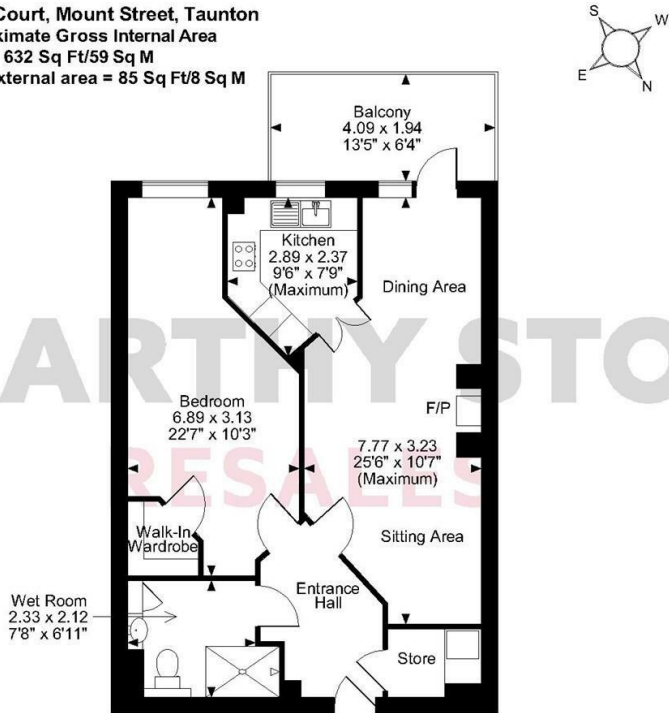 Court, Mount Street, Taunton
ximate Gross Internal Area
632 Sq Ft/59 Sq M
xternal area = 85 Sq Ft/8 Sq M
S
W
E
N
Balcony
4.09 x 1.94
13'5" x 6'4"
Kitchen
2.89 x 2.37
9'6" x 7'9"
(Maximum)
Dining Area
ARTHY STO
RESALES
Bedroom
6.89 x 3.13
22'7" x 10'3"
F/P
7.77 x 3.23
25'6" x 10'7"
(Maximum)
Walk-In
Wardrobe
Sitting Area
Wet Room
2.33 x 2.12
7'8" x 6'11"
Entrance
Hall
Store